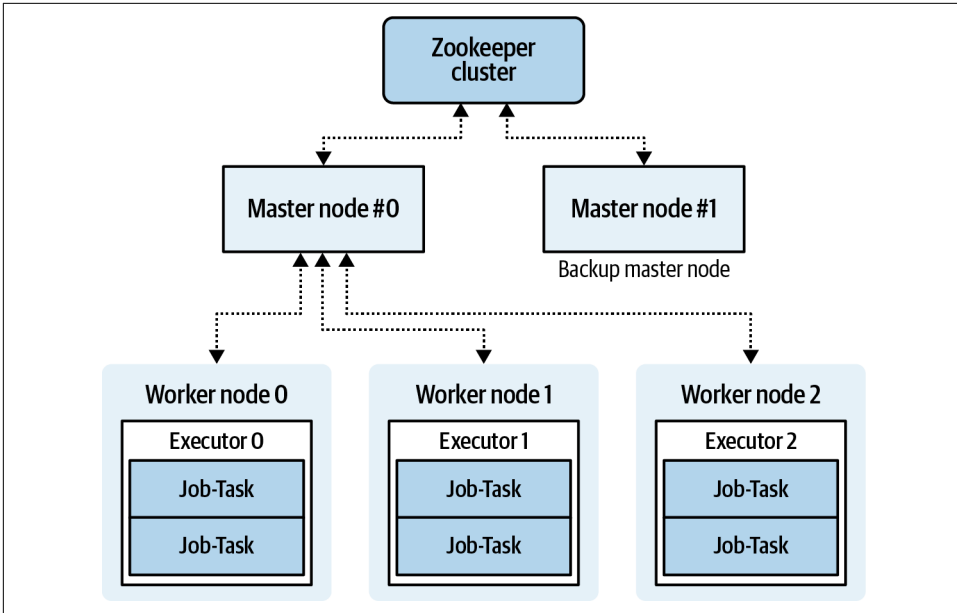 Zookeeper
cluster
Master node #0
Master node #1
Backup master node
Worker node 0
Worker node 1
Worker node 2
Executor 0
Executor 1
Executor 2
Job-Task
Job-Task
Job-Task
Job-Task
Job-Task
Job-Task